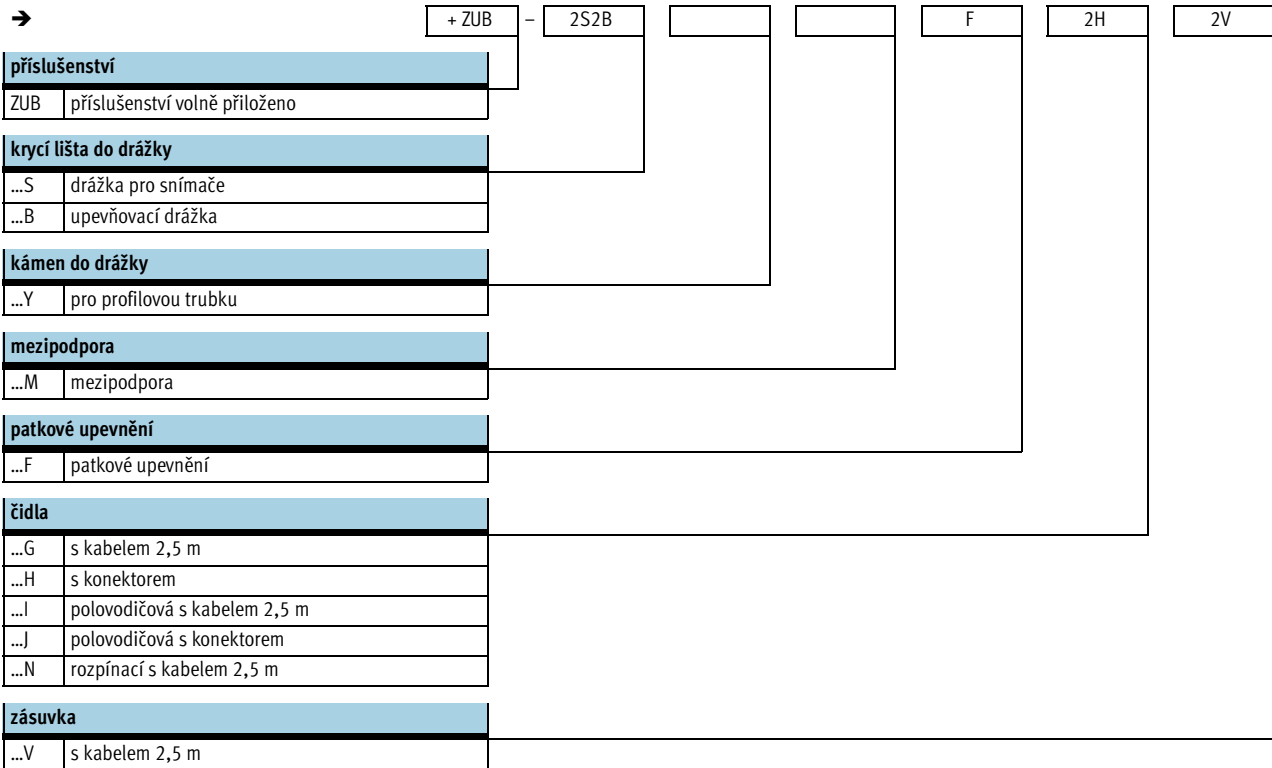 ➔ + ZUB – 2S2B F 2H 2V
příslušenství
ZUB příslušenství volně přiloženo
krycí lišta do drážky
...S drážka pro snímače
...B upevňovací drážka
kámen do drážky
...Y pro profilovou trubku
mezipodpora
...M mezipodpora
patkové upevnění
...F patkové upevnění
čidla
...G s kabelem 2,5 m
...H s konektorem
...I polovodičová s kabelem 2,5 m
...J polovodičová s konektorem
...N rozpínací s kabelem 2,5 m
zásuvka
...V s kabelem 2,5 m